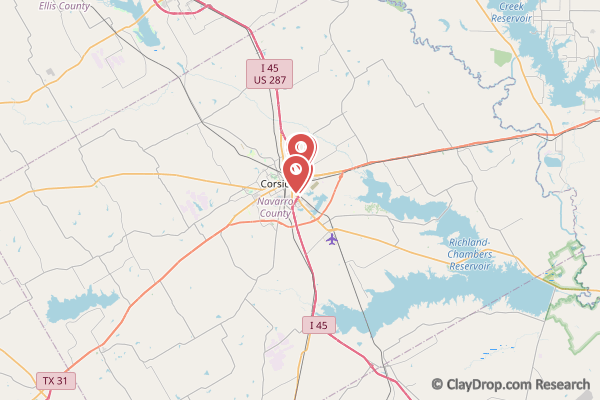 Ellis County
Creek Reservoir
I 45
US 287
Corsic
Navarro
County
Richland-
Chambers
Reservoir
I 45
TX 31
© ClayDrop.com Research